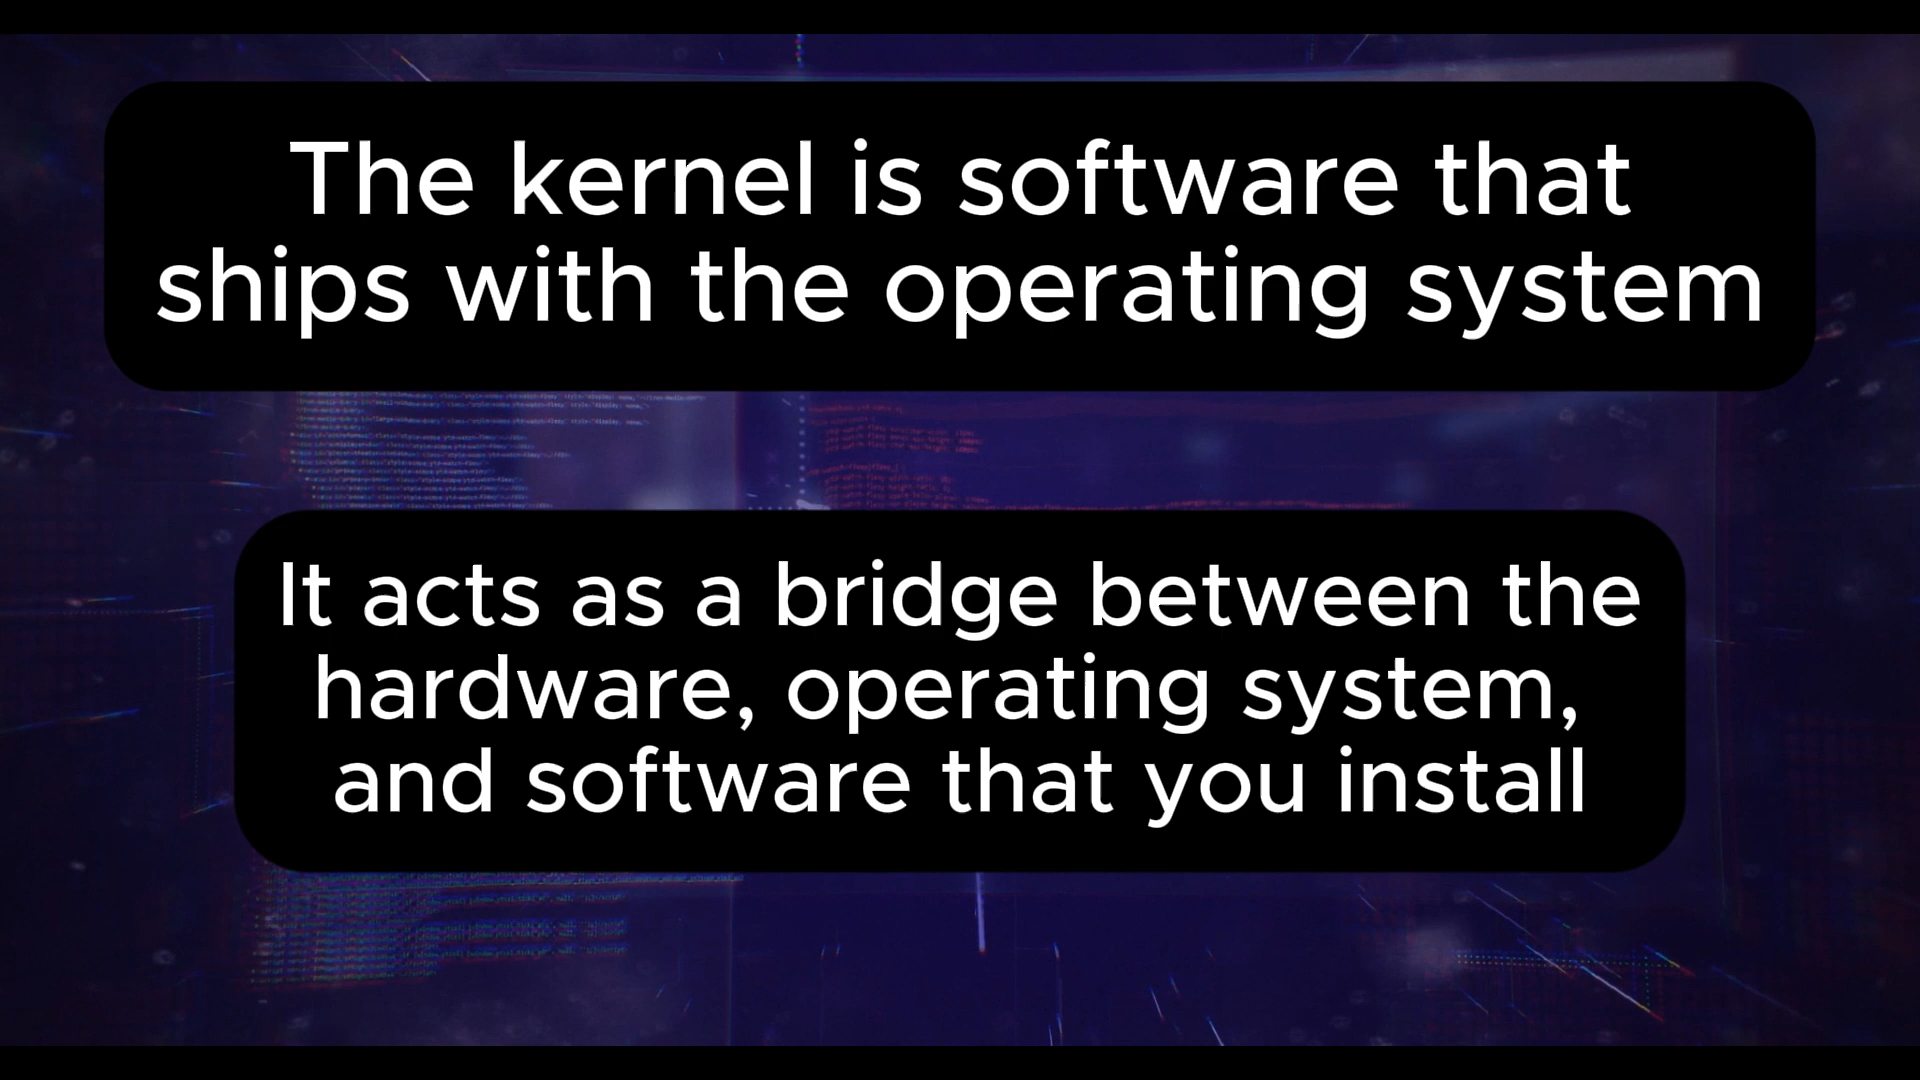 The kernel is software that
ships with the operating system
It acts as a bridge between the
hardware, operating system,
and software that you install